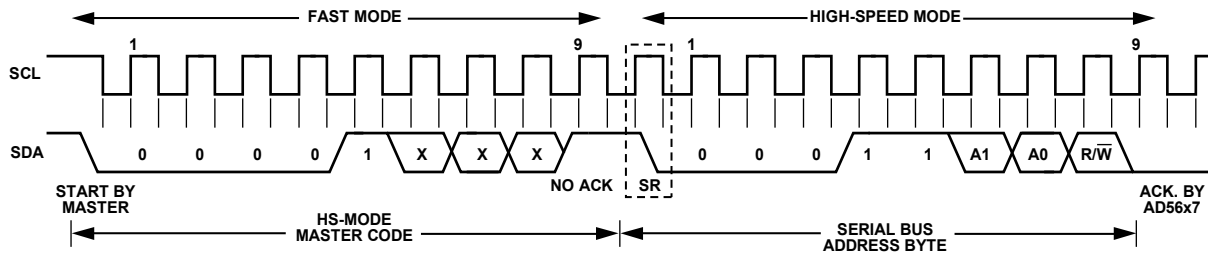 FAST MODE HIGH-SPEED MODE
1 9 1 9
SCL
SDA 0 0 0 0 1 X X X 0 0 0 1 1 A1 A0 R/W̅
START BY MASTER NO ACK SR ACK. BY AD56x7
HS-MODE MASTER CODE SERIAL BUS ADDRESS BYTE